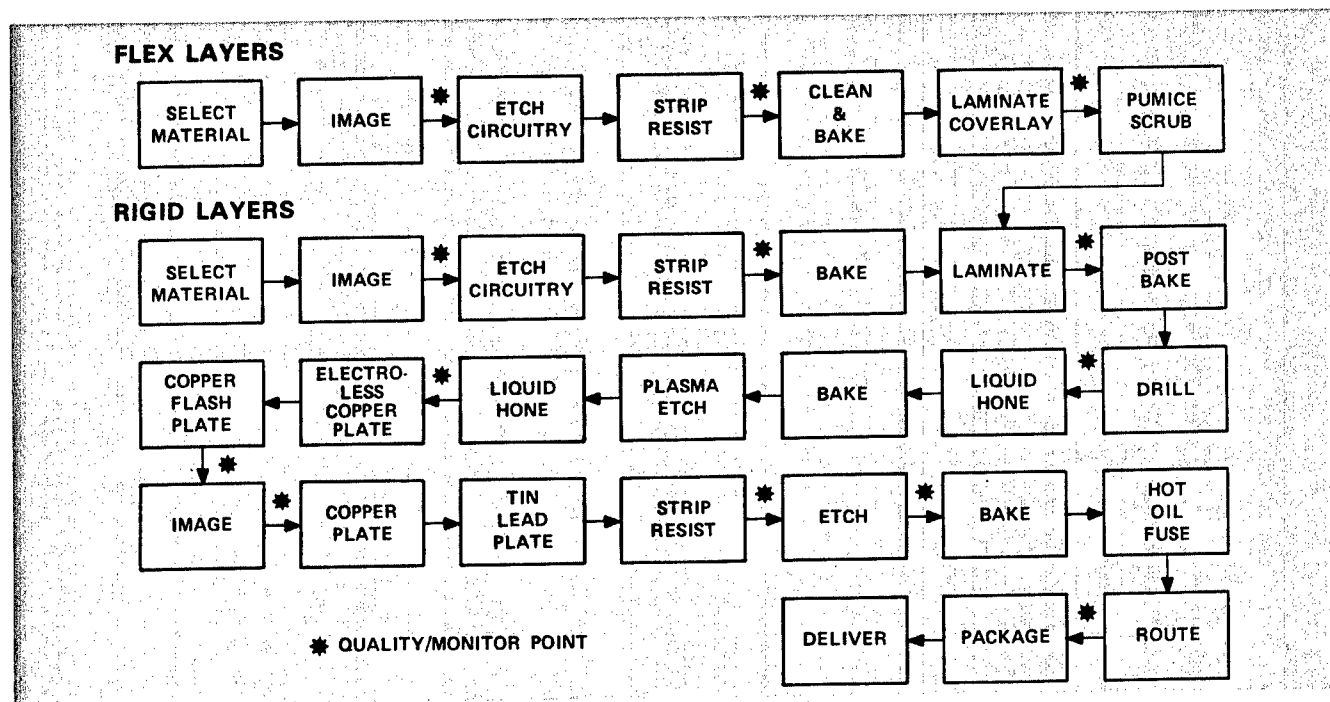 FLEX LAYERS
SELECT
MATERIAL
IMAGE
ETCH
CIRCUITRY
STRIP
RESIST
CLEAN
&
BAKE
LAMINATE
COVERLAY
PUMICE
SCRUB
RIGID LAYERS
SELECT
MATERIAL
IMAGE
ETCH
CIRCUITRY
STRIP
RESIST
BAKE
LAMINATE
POST
BAKE
COPPER
FLASH
PLATE
ELECTRO-
LESS
COPPER
PLATE
LIQUID
HONE
PLASMA
ETCH
BAKE
LIQUID
HONE
DRILL
IMAGE
COPPER
PLATE
TIN
LEAD
PLATE
STRIP
RESIST
ETCH
BAKE
HOT
OIL
FUSE
✱ QUALITY/MONITOR POINT
DELIVER
PACKAGE
ROUTE